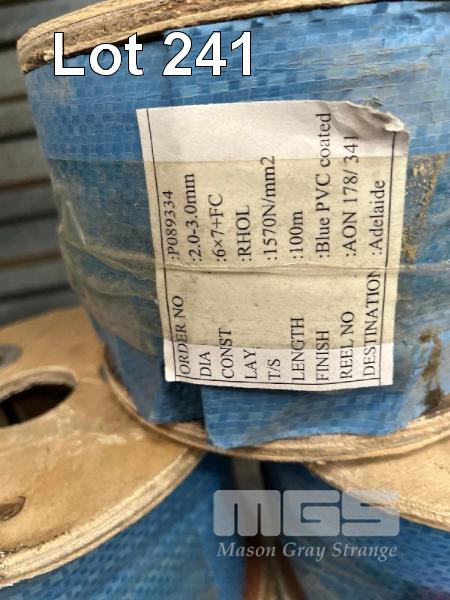 Lot 241
ORDER NO :P089334
DIA :2.0-3.0mm
CONST :6×7+FC
LAY :RHOL
T/S :1570N/mm2
LENGTH :100m
FINISH :Blue PVC coated
REEL NO :AON 178/ 341
DESTINATION :Adelaide
MGS
Mason Gray Strange